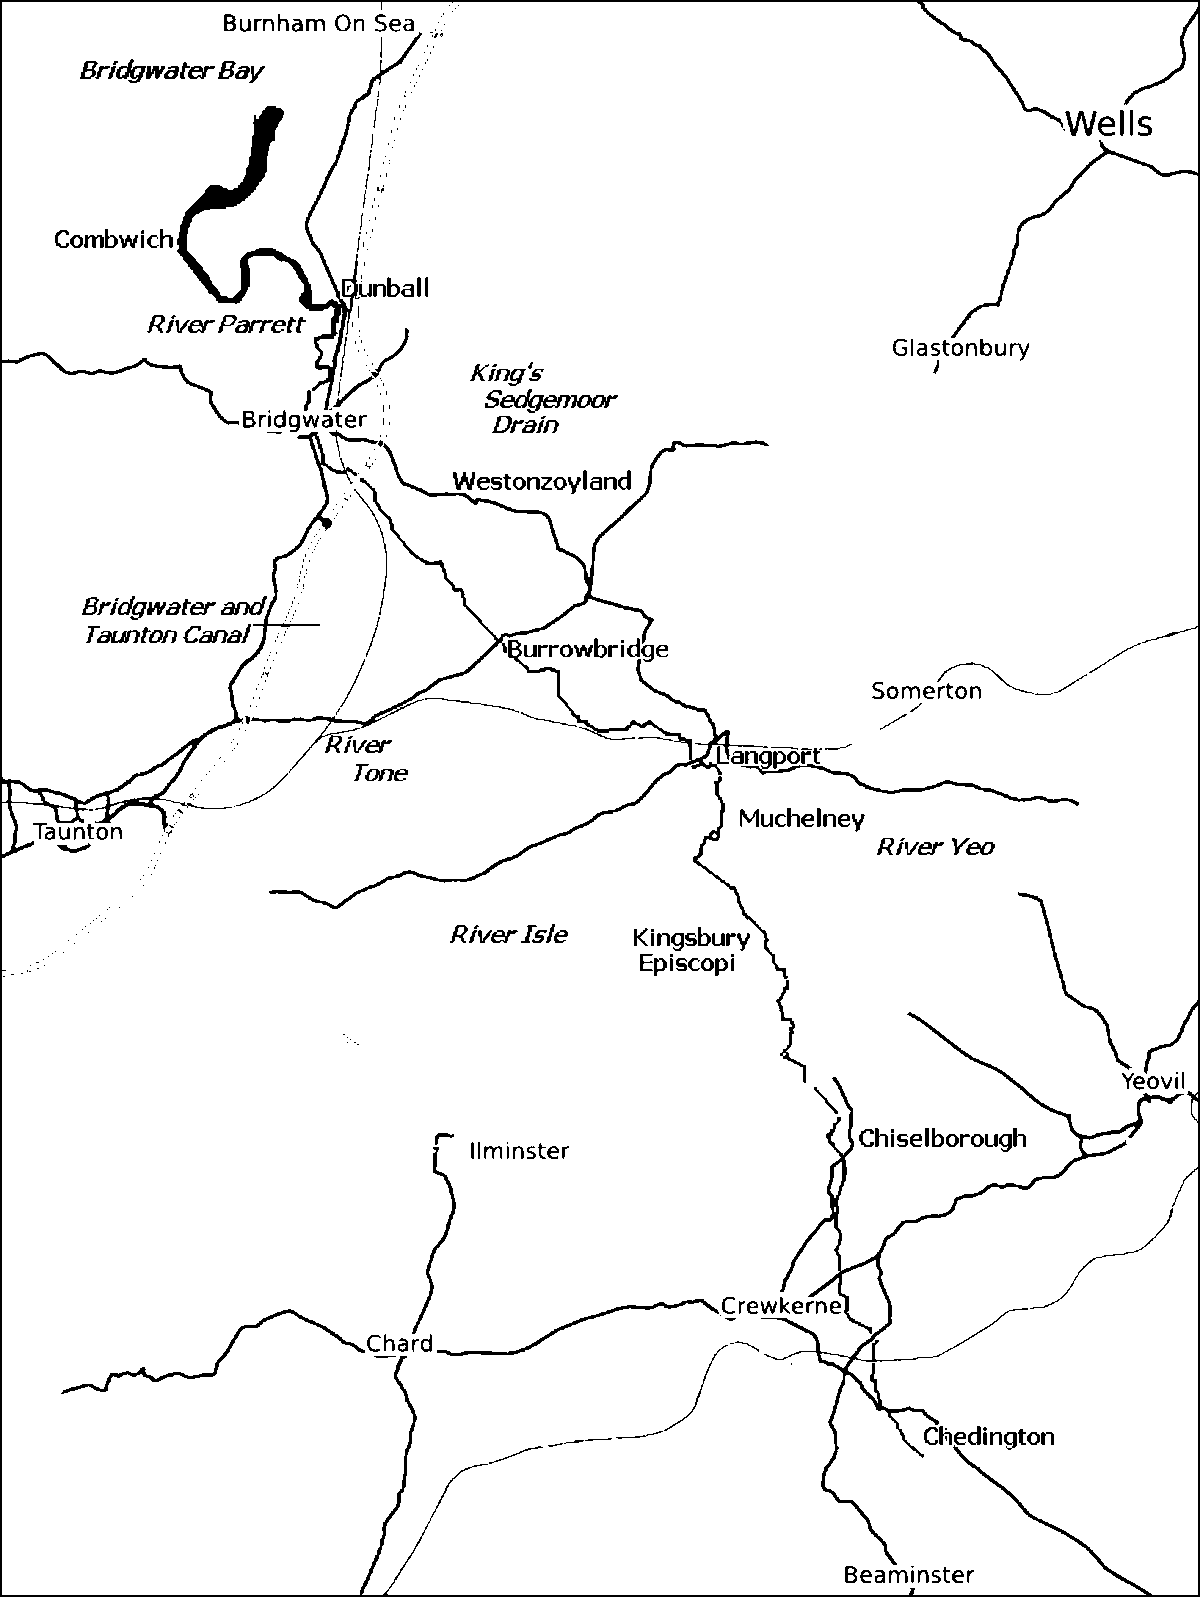 Burnham On Sea
Bridgwater Bay
Wells
Combwich
Dunball
River Parrett
Glastonbury
King's
Sedgemoor
Drain
Bridgwater
Westonzoyland
Bridgwater and
Taunton Canal
Burrowbridge
Somerton
River
Tone
Langport
Muchelney
Taunton
River Yeo
River Isle
Kingsbury
Episcopi
Yeovil
Chiselborough
Ilminster
Crewkerne
Chard
Chedington
Beaminster